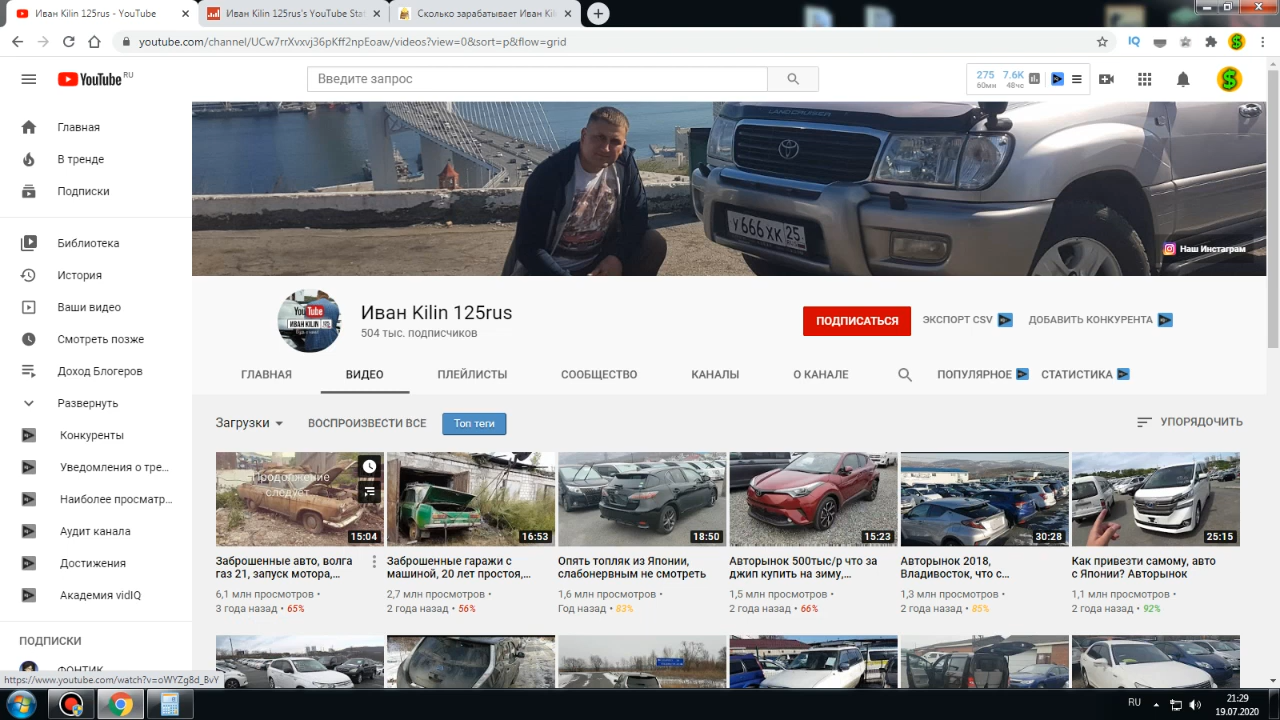 Иван Kilin 125rus - YouTube
Иван Kilin 125rus's YouTube Sta
Сколько зарабатывает Иван Kil
youtube.com/channel/UCw7rrXvxvj36pKff2npEoaw/videos?view=0&sort=p&flow=grid
IQ
YouTube RU
Введите запрос
275 7.6K
60мн 48чс
Главная
В тренде
Подписки
Библиотека
История
Ваши видео
Смотреть позже
Доход Блогеров
Развернуть
Конкуренты
Уведомления о тре...
Наиболее просматр...
Аудит канала
Достижения
Академия vidIQ
ПОДПИСКИ
ФОНТИК
LAND CRUISER
У666ХК 25
Наш Инстаграм
YouTube
ИВАН KILIN
Иван Kilin 125rus
504 тыс. подписчиков
ПОДПИСАТЬСЯ
ЭКСПОРТ CSV
ДОБАВИТЬ КОНКУРЕНТА
ГЛАВНАЯ ВИДЕО ПЛЕЙЛИСТЫ СООБЩЕСТВО КАНАЛЫ О КАНАЛЕ ПОПУЛЯРНОЕ СТАТИСТИКА
Загрузки ВОСПРОИЗВЕСТИ ВСЕ Топ теги УПОРЯДОЧИТЬ
Продолжение
следует
15:04
Заброшенные авто, волга
газ 21, запуск мотора,...
6,1 млн просмотров •
3 года назад • 65%
16:53
Заброшенные гаражи с
машиной, 20 лет простоя,...
2,7 млн просмотров •
2 года назад • 56%
18:50
Опять топляк из Японии,
слабонервным не смотреть
1,6 млн просмотров •
Год назад • 83%
15:23
Авторынок 500тыс/р что за
джип купить на зиму,...
1,5 млн просмотров •
2 года назад • 66%
30:28
Авторынок 2018,
Владивосток, что с...
1,3 млн просмотров •
2 года назад • 85%
25:15
Как привезти самому, авто
с Японии? Авторынок
1,1 млн просмотров •
2 года назад • 92%
https://www.youtube.com/watch?v=oWYZg8d_BvY
RU
21:29
19.07.2020